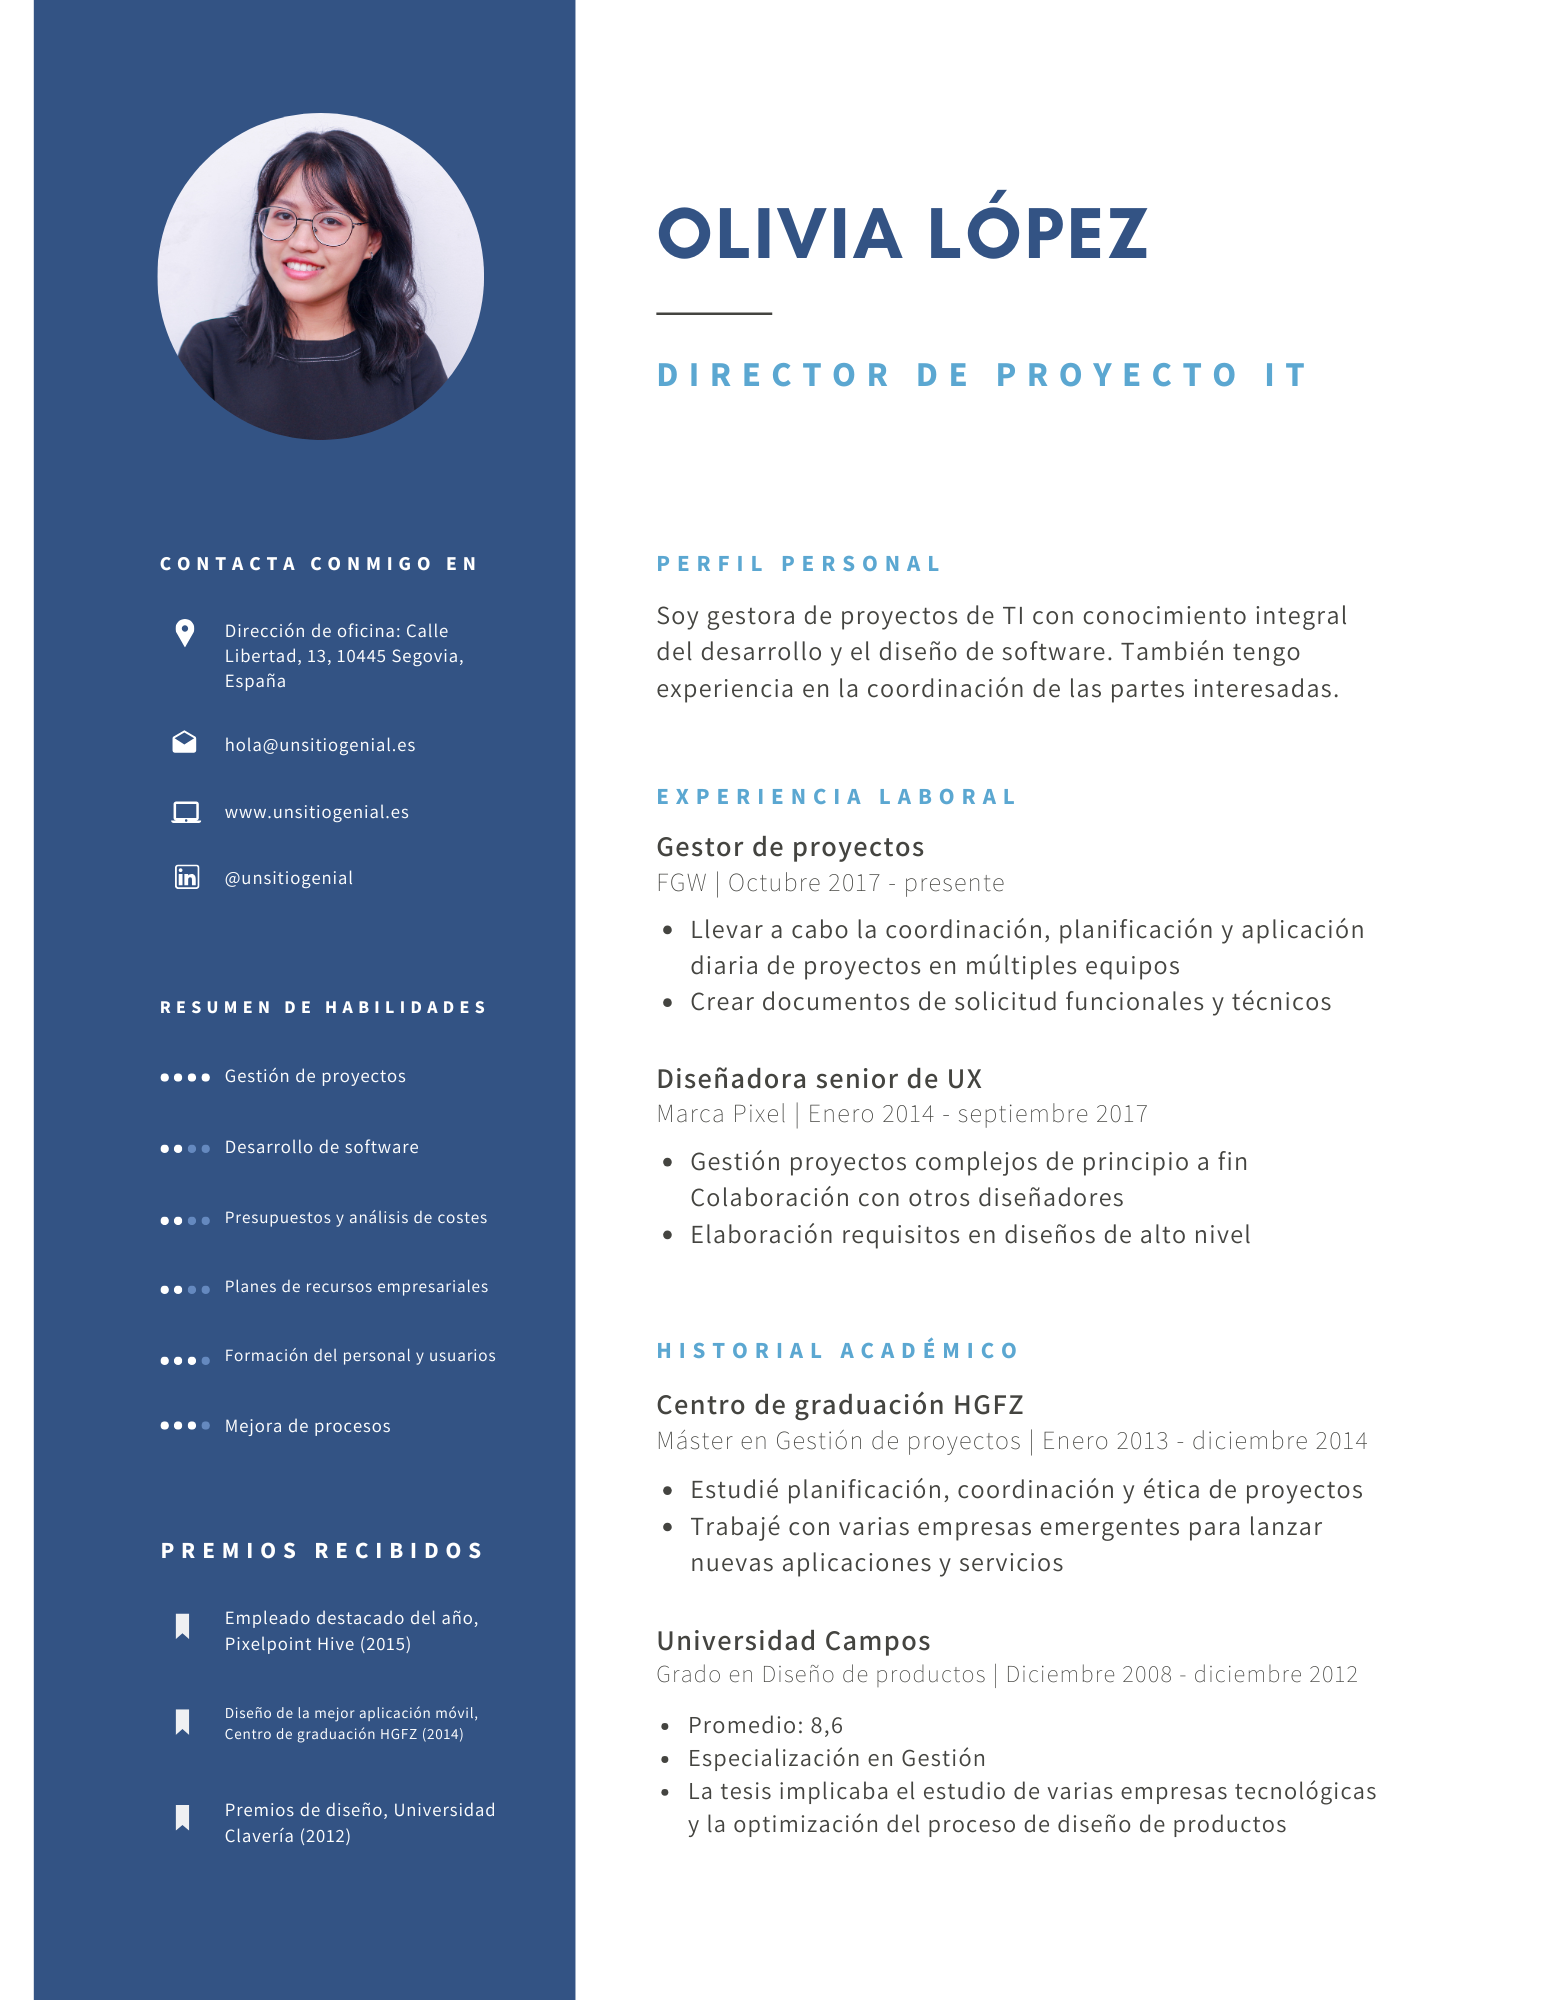 OLIVIA LÓPEZ
DIRECTOR DE PROYECTO IT
CONTACTA CONMIGO EN
Dirección de oficina: Calle
Libertad, 13, 10445 Segovia,
España
hola@unsitiogenial.es
www.unsitiogenial.es
@unsitiogenial
RESUMEN DE HABILIDADES
Gestión de proyectos
Desarrollo de software
Presupuestos y análisis de costes
Planes de recursos empresariales
Formación del personal y usuarios
Mejora de procesos
PREMIOS RECIBIDOS
Empleado destacado del año,
Pixelpoint Hive (2015)
Diseño de la mejor aplicación móvil,
Centro de graduación HGFZ (2014)
Premios de diseño, Universidad
Clavería (2012)
PERFIL PERSONAL
Soy gestora de proyectos de TI con conocimiento integral
del desarrollo y el diseño de software. También tengo
experiencia en la coordinación de las partes interesadas.
EXPERIENCIA LABORAL
Gestor de proyectos
FGW | Octubre 2017 - presente
• Llevar a cabo la coordinación, planificación y aplicación
diaria de proyectos en múltiples equipos
• Crear documentos de solicitud funcionales y técnicos
Diseñadora senior de UX
Marca Pixel | Enero 2014 - septiembre 2017
• Gestión proyectos complejos de principio a fin
Colaboración con otros diseñadores
• Elaboración requisitos en diseños de alto nivel
HISTORIAL ACADÉMICO
Centro de graduación HGFZ
Máster en Gestión de proyectos | Enero 2013 - diciembre 2014
• Estudié planificación, coordinación y ética de proyectos
• Trabajé con varias empresas emergentes para lanzar
nuevas aplicaciones y servicios
Universidad Campos
Grado en Diseño de productos | Diciembre 2008 - diciembre 2012
• Promedio: 8,6
• Especialización en Gestión
• La tesis implicaba el estudio de varias empresas tecnológicas
y la optimización del proceso de diseño de productos